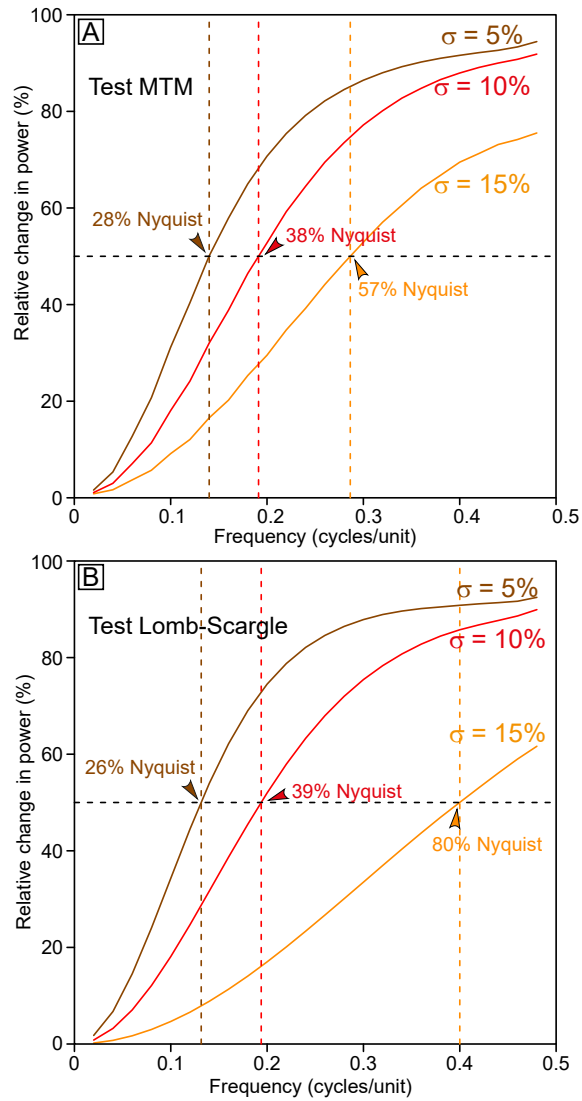 A
Test MTM
σ = 5%
σ = 10%
σ = 15%
28% Nyquist
38% Nyquist
57% Nyquist
Relative change in power (%)
100
80
60
40
20
0
0
0.1
0.2
0.3
0.4
0.5
Frequency (cycles/unit)
B
Test Lomb-Scargle
σ = 5%
σ = 10%
σ = 15%
26% Nyquist
39% Nyquist
80% Nyquist
Relative change in power (%)
100
80
60
40
20
0
0
0.1
0.2
0.3
0.4
0.5
Frequency (cycles/unit)